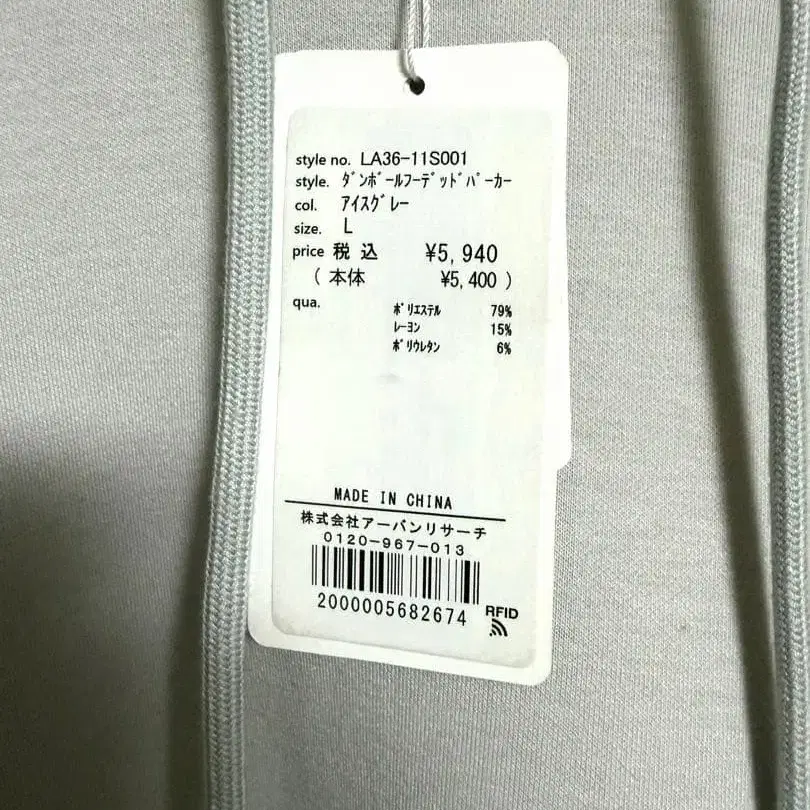 style no. LA36-11S001
style. ﾀﾞﾝﾎﾞｰﾙﾌｰﾃﾞｯﾄﾞﾊﾟｰｶｰ
col. ｱｲｽｸﾞﾚｰ
size. L
price 税込 ¥5,940
( 本体 ¥5,400 )
qua.
ﾎﾟﾘｴｽﾃﾙ 79%
ﾚｰﾖﾝ 15%
ﾎﾟﾘｳﾚﾀﾝ 6%
MADE IN CHINA
株式会社アーバンリサーチ
0120-967-013
2000005682674
RFID